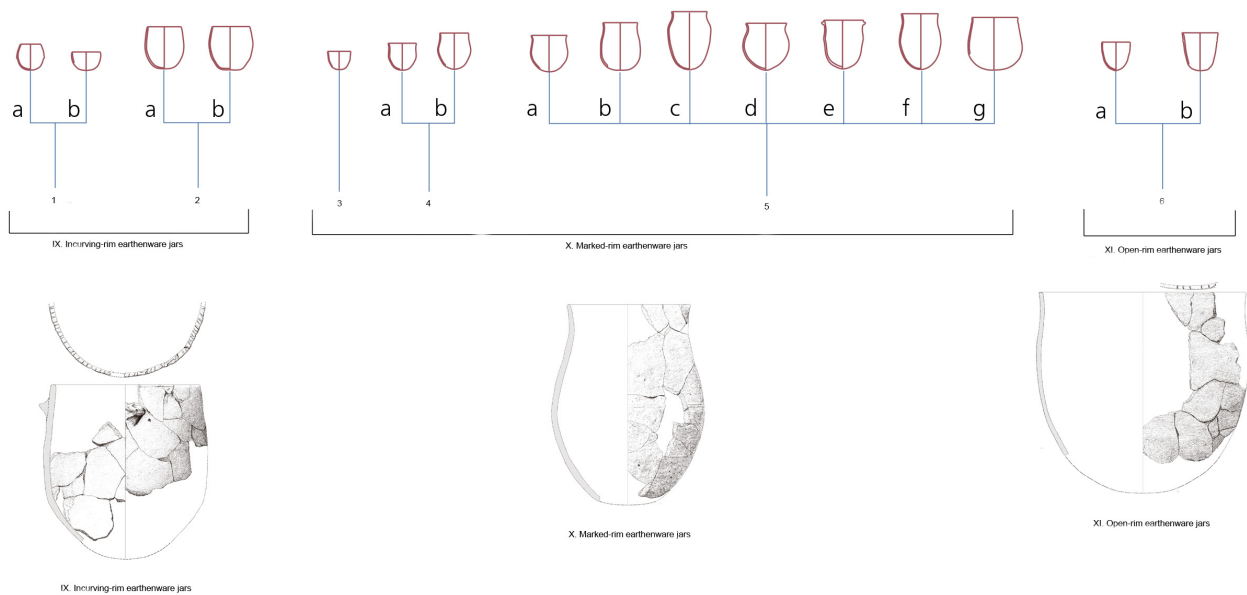 a b a b a b a b c d e f g a b
1 2 3 4 5 6
IX. Incurving-rim earthenware jars
X. Marked-rim earthenware jars
XI. Open-rim earthenware jars
XI. Open-rim earthenware jars
X. Marked-rim earthenware jars
IX. Incurving-rim earthenware jars